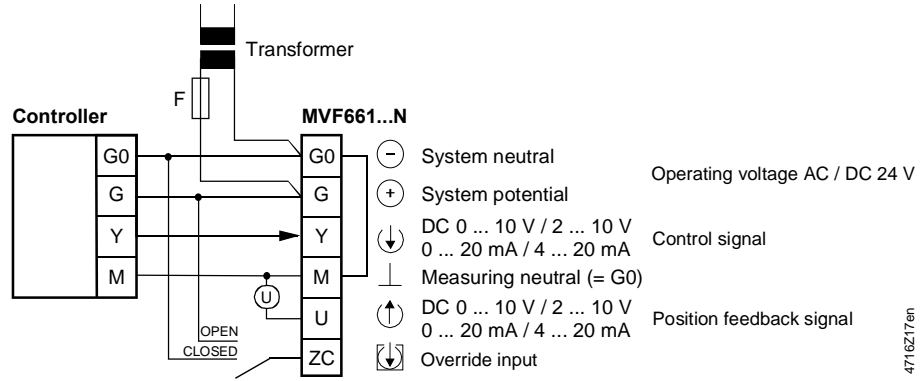 Transformer
F
Controller
MVF661...N
G0
G0
System neutral
Operating voltage AC / DC 24 V
G
G
System potential
Y
Y
DC 0 ... 10 V / 2 ... 10 V
0 ... 20 mA / 4 ... 20 mA
Control signal
M
M
Measuring neutral (= G0)
U
U
DC 0 ... 10 V / 2 ... 10 V
0 ... 20 mA / 4 ... 20 mA
Position feedback signal
OPEN
CLOSED
ZC
Override input
4716Z17en